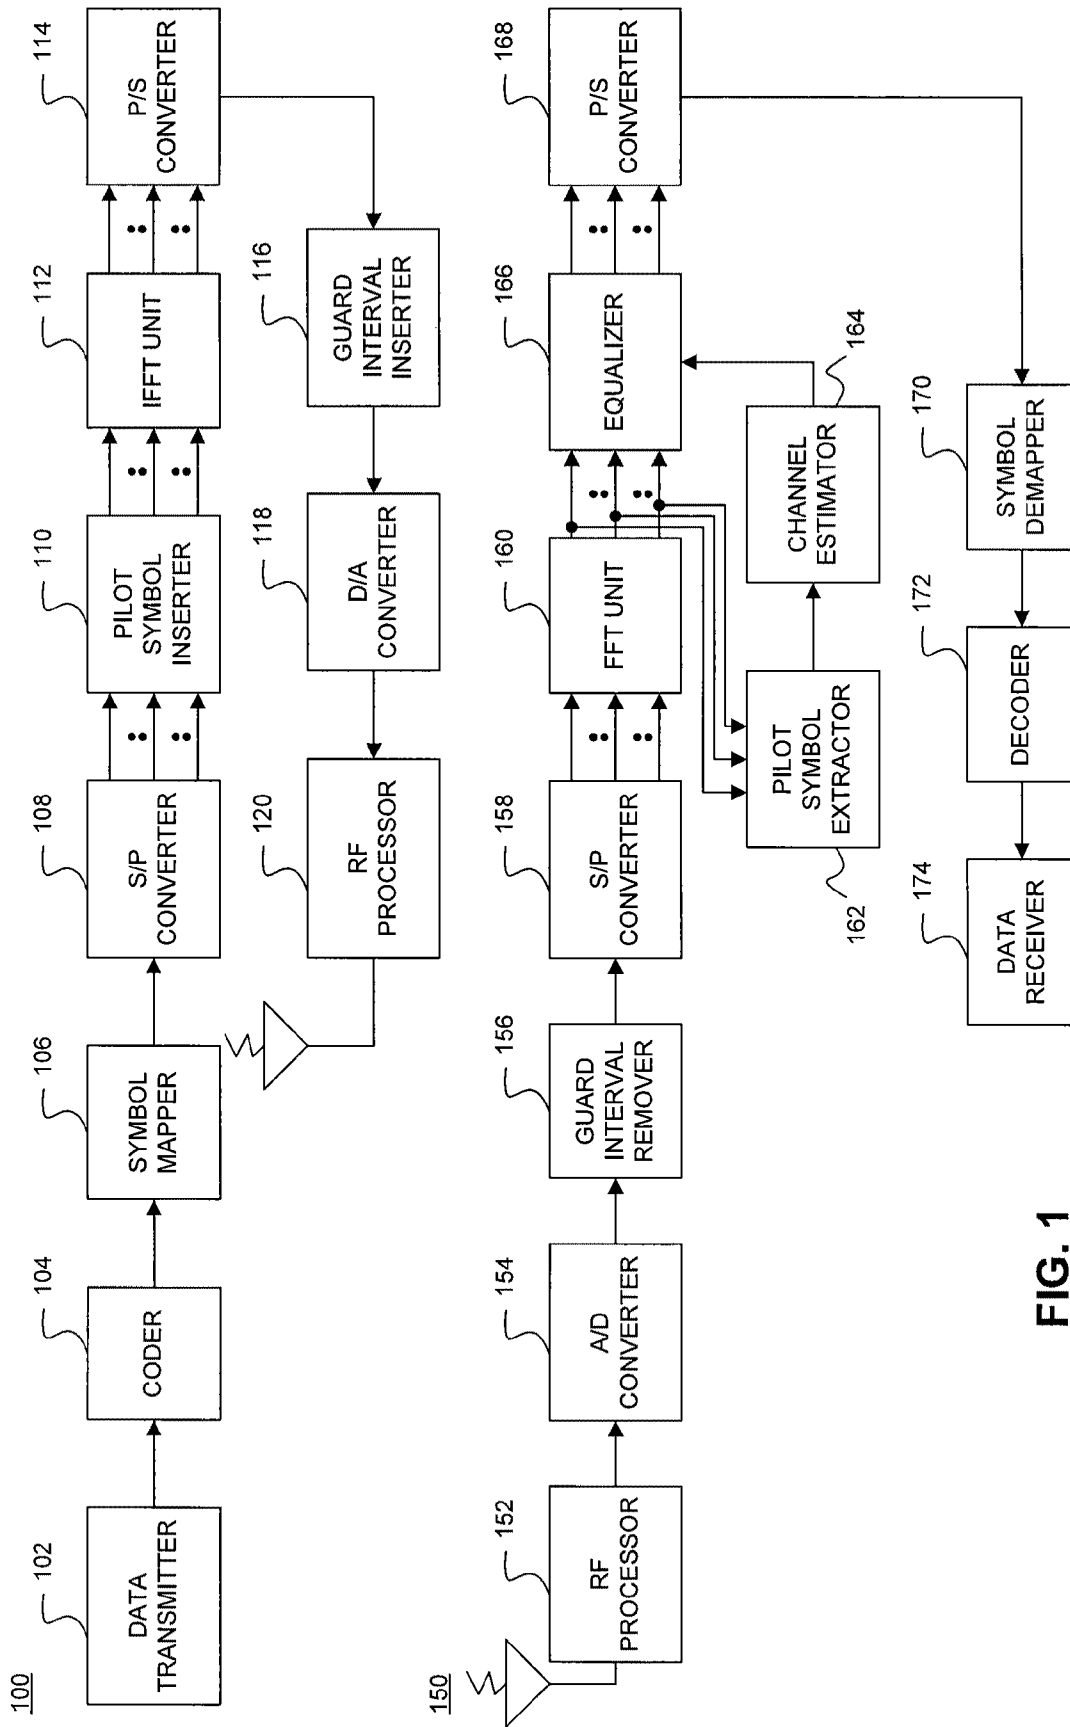 100
102
DATA
TRANSMITTER
104
CODER
106
SYMBOL
MAPPER
108
S/P
CONVERTER
110
PILOT
SYMBOL
INSERTER
112
IFFT UNIT
114
P/S
CONVERTER
116
GUARD
INTERVAL
INSERTER
118
D/A
CONVERTER
120
RF
PROCESSOR
150
152
RF
PROCESSOR
154
A/D
CONVERTER
156
GUARD
INTERVAL
REMOVER
158
S/P
CONVERTER
160
FFT UNIT
162
PILOT
SYMBOL
EXTRACTOR
164
CHANNEL
ESTIMATOR
166
EQUALIZER
168
P/S
CONVERTER
170
SYMBOL
DEMAPPER
172
DECODER
174
DATA
RECEIVER
FIG. 1